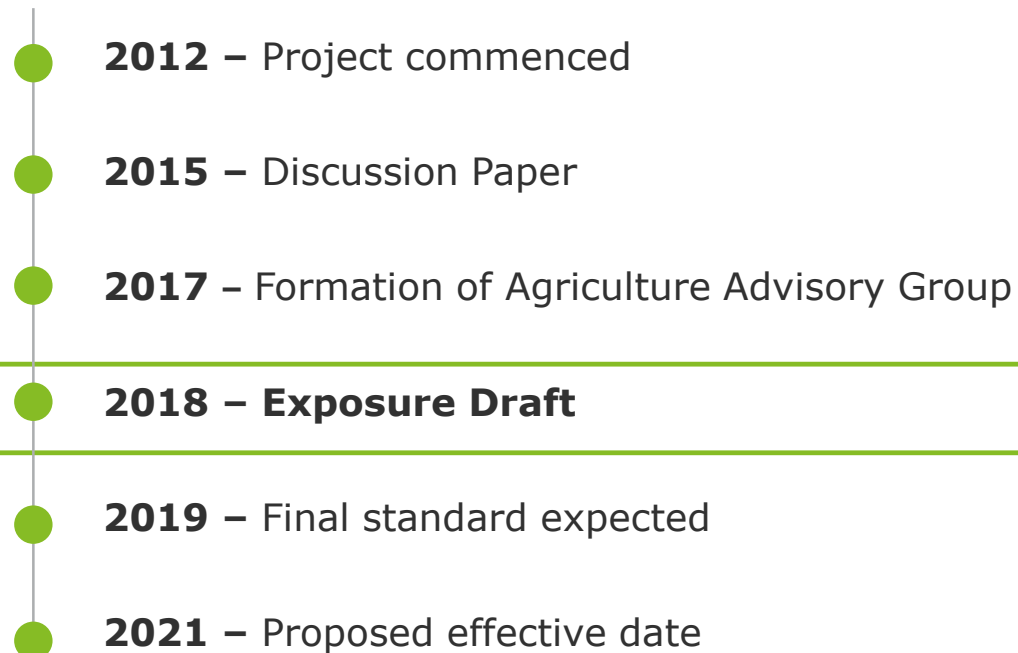 2012 – Project commenced
2015 – Discussion Paper
2017 – Formation of Agriculture Advisory Group
2018 – Exposure Draft
2019 – Final standard expected
2021 – Proposed effective date